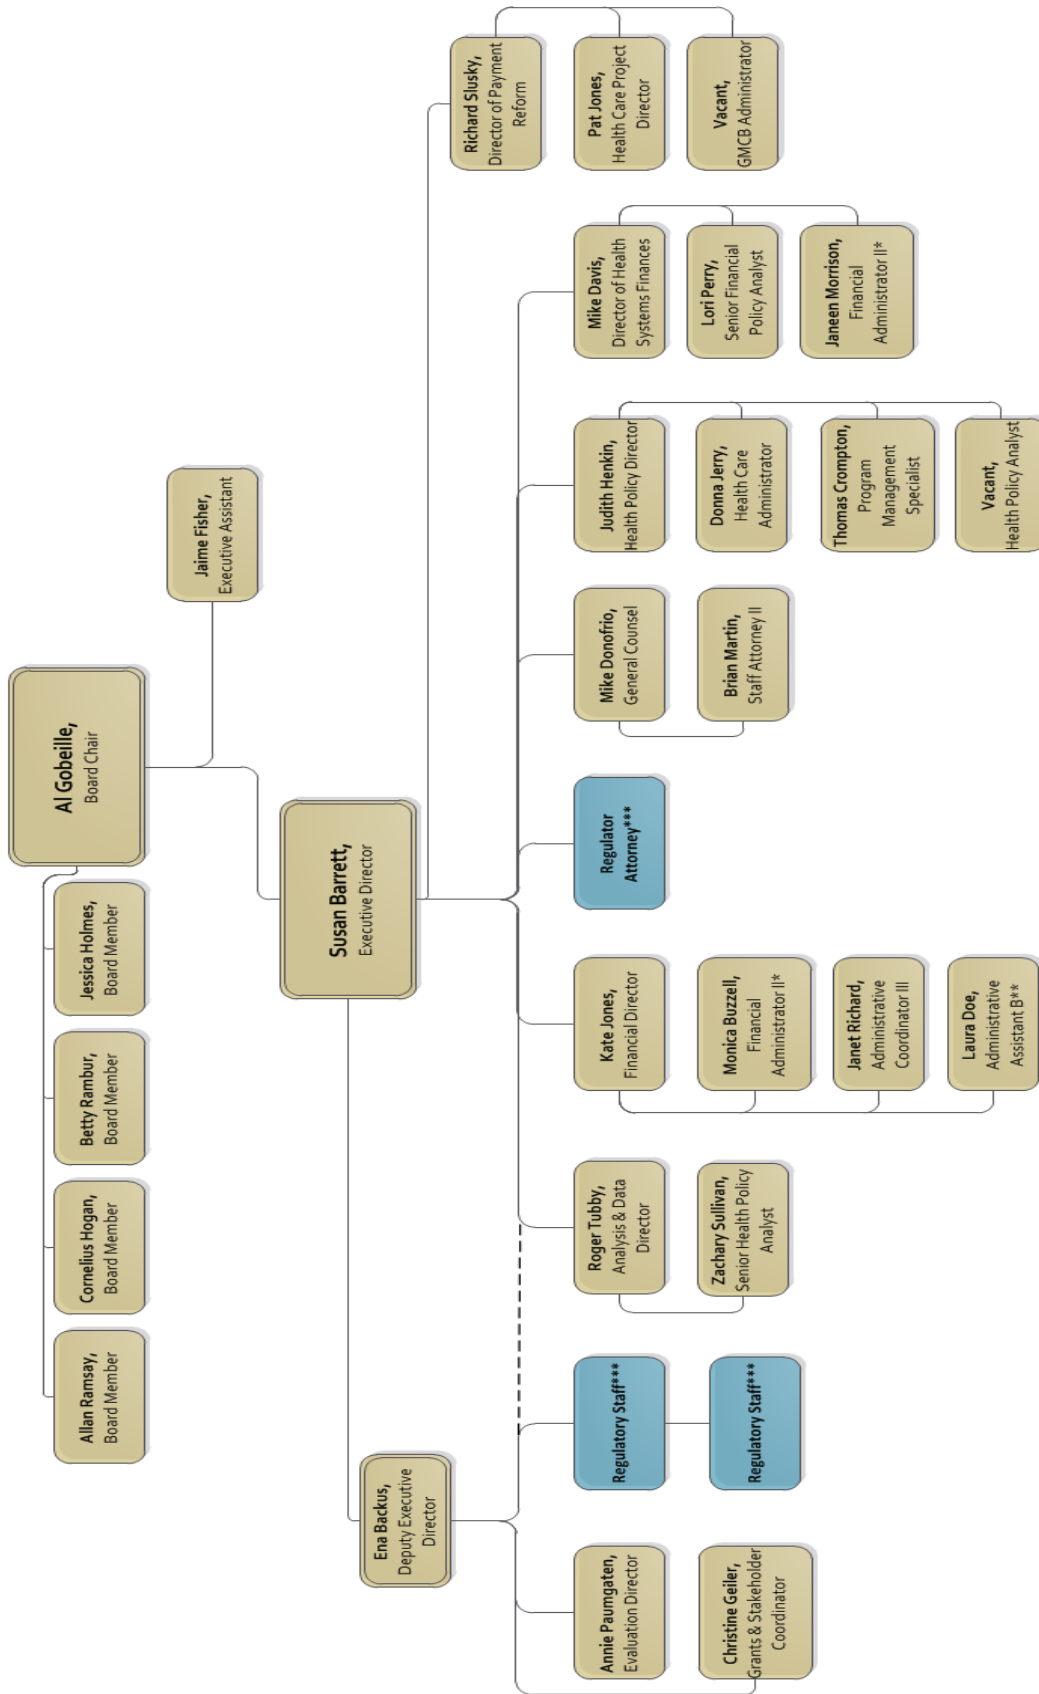 Al Gobeille,
Board Chair
Allan Ramsay,
Board Member
Cornelius Hogan,
Board Member
Betty Rambur,
Board Member
Jessica Holmes,
Board Member
Jaime Fisher,
Executive Assistant
Susan Barrett,
Executive Director
Ena Backus,
Deputy Executive
Director
Annie Paumgaten,
Evaluation Director
Christine Geiler,
Grants & Stakeholder
Coordinator
Regulatory Staff***
Regulatory Staff***
Roger Tubby,
Analysis & Data
Director
Zachary Sullivan,
Senior Health Policy
Analyst
Kate Jones,
Financial Director
Monica Buzzell,
Financial
Administrator II*
Janet Richard,
Administrative
Coordinator III
Laura Doe,
Administrative
Assistant B**
Regulator
Attorney***
Mike Donofrio,
General Counsel
Brian Martin,
Staff Attorney II
Judith Henkin,
Health Policy Director
Donna Jerry,
Health Care
Administrator
Thomas Crompton,
Program
Management
Specialist
Vacant,
Health Policy Analyst
Mike Davis,
Director of Health
Systems Finances
Lori Perry,
Senior Financial
Policy Analyst
Janeen Morrison,
Financial
Administrator II*
Richard Slusky,
Director of Payment
Reform
Pat Jones,
Health Care Project
Director
Vacant,
GMCB Administrator